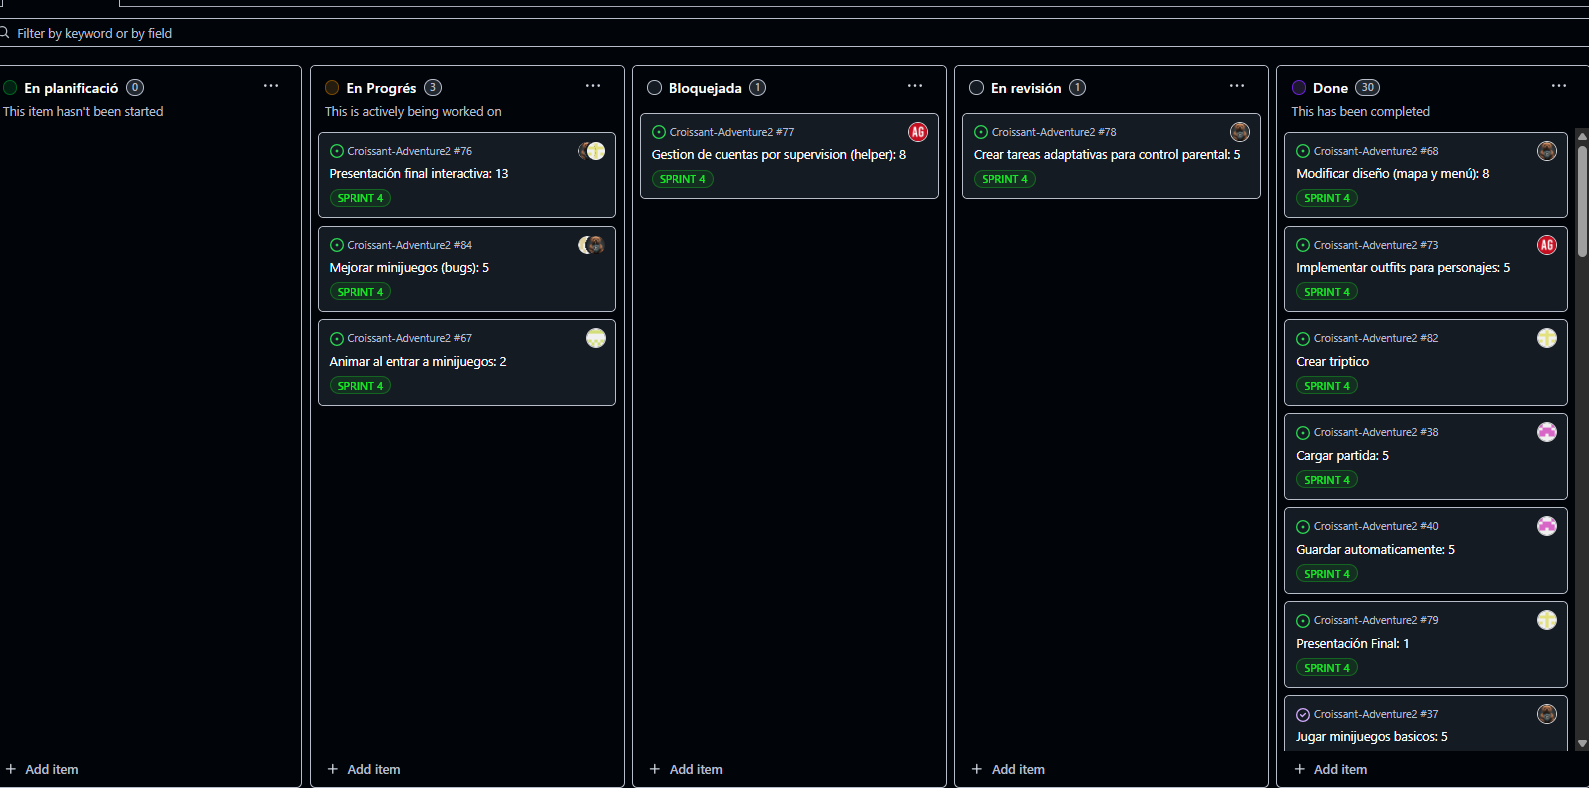 Filter by keyword or by field
En planificació 0
This item hasn't been started
Add item
En Progrés 3
This is actively being worked on
Croissant-Adventure2 #76
Presentación final interactiva: 13
SPRINT 4
Croissant-Adventure2 #84
Mejorar minijuegos (bugs): 5
SPRINT 4
Croissant-Adventure2 #67
Animar al entrar a minijuegos: 2
SPRINT 4
Add item
Bloquejada 1
Croissant-Adventure2 #77
AG
Gestion de cuentas por supervision (helper): 8
SPRINT 4
Add item
En revisión 1
Croissant-Adventure2 #78
Crear tareas adaptativas para control parental: 5
SPRINT 4
Add item
Done 30
This has been completed
Croissant-Adventure2 #68
Modificar diseño (mapa y menú): 8
SPRINT 4
Croissant-Adventure2 #73
AG
Implementar outfits para personajes: 5
SPRINT 4
Croissant-Adventure2 #82
Crear triptico
SPRINT 4
Croissant-Adventure2 #38
Cargar partida: 5
SPRINT 4
Croissant-Adventure2 #40
Guardar automaticamente: 5
SPRINT 4
Croissant-Adventure2 #79
Presentación Final: 1
SPRINT 4
Croissant-Adventure2 #37
Jugar minijuegos basicos: 5
Add item